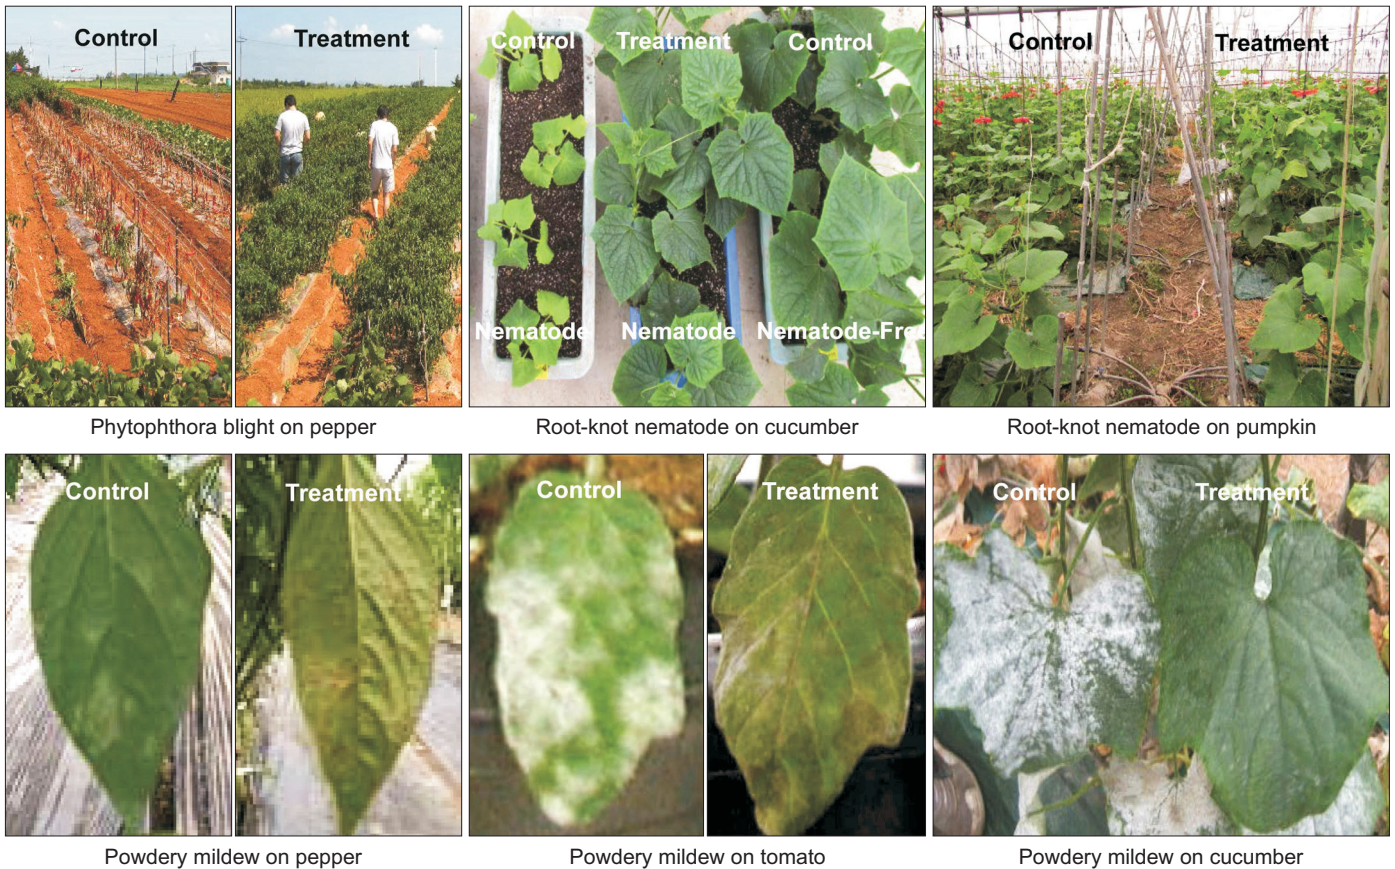 Control
Treatment
Control
Treatment
Control
Control
Treatment
Nematode
Nematode
Nematode-Free
Phytophthora blight on pepper
Root-knot nematode on cucumber
Root-knot nematode on pumpkin
Control
Treatment
Control
Treatment
Control
Treatment
Powdery mildew on pepper
Powdery mildew on tomato
Powdery mildew on cucumber